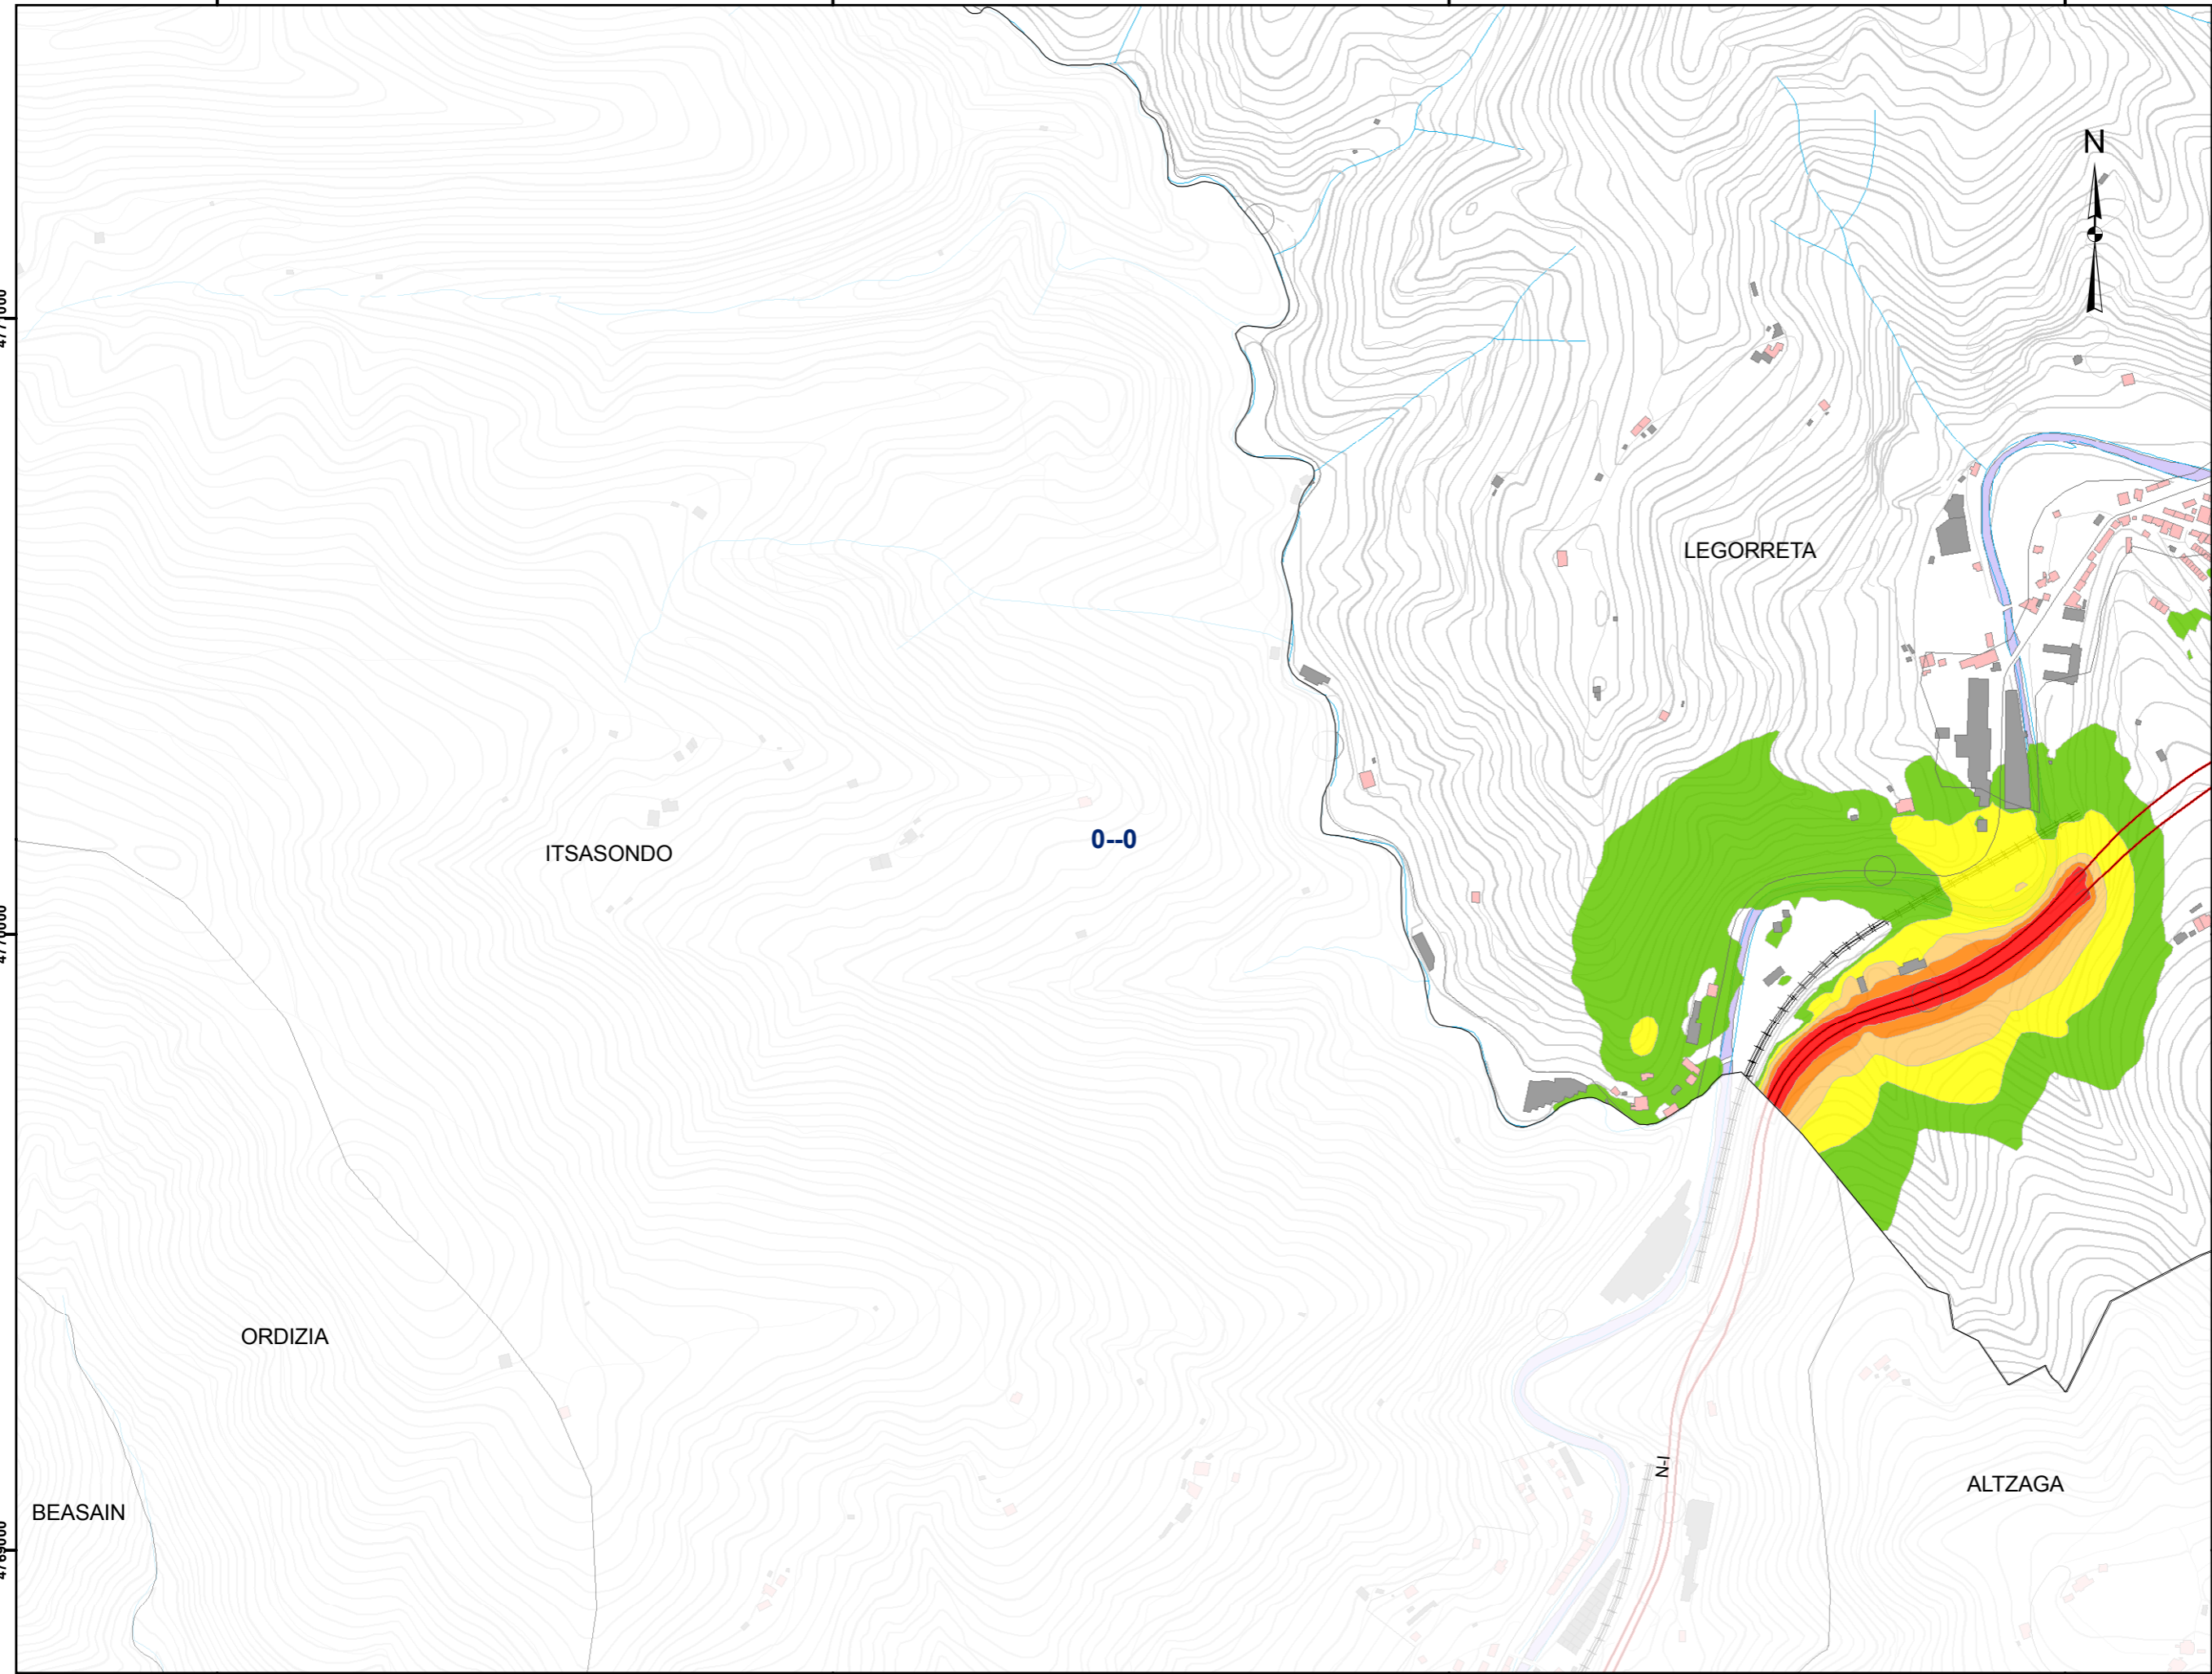 N
LEGORRETA
ITSASONDO
0--0
ORDIZIA
N-I
ALTZAGA
BEASAIN